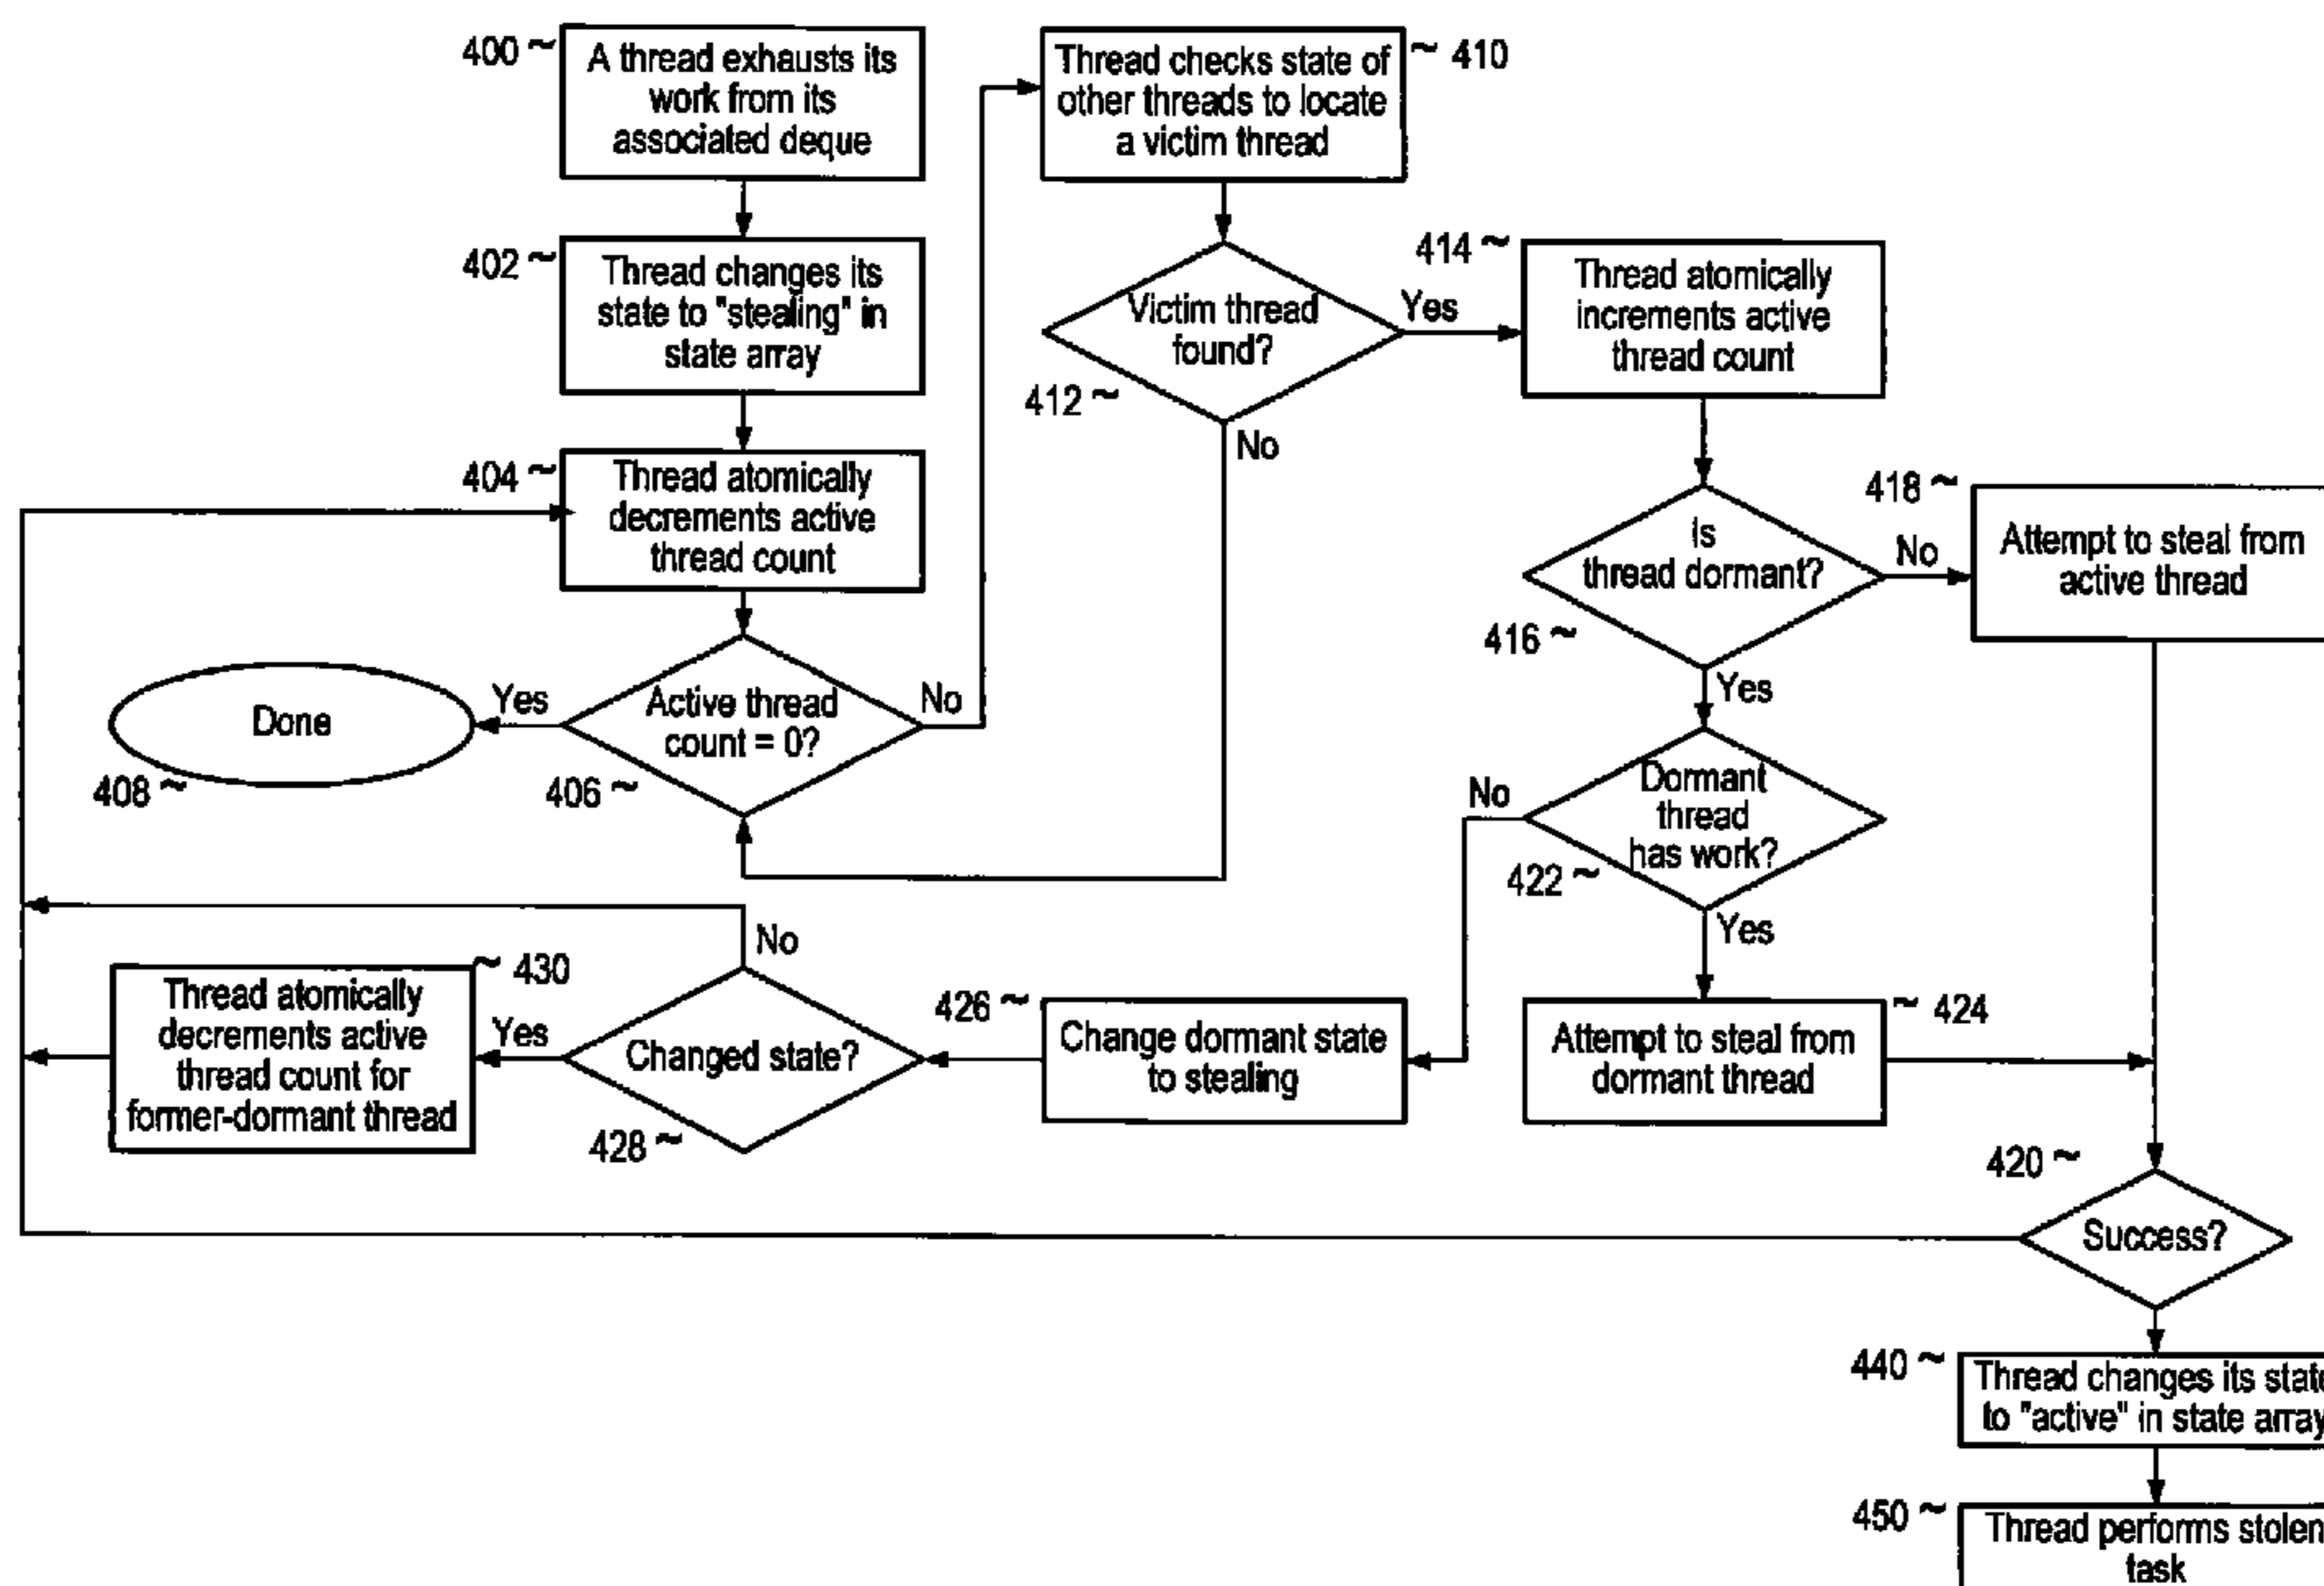 400 ~
A thread exhausts its
work from its
associated deque
402 ~
Thread changes its
state to "stealing" in
state array
404 ~
Thread atomically
decrements active
thread count
Active thread
count = 0?
406 ~
Yes
No
Done
408 ~
Thread checks state of
other threads to locate
a victim thread
~ 410
Victim thread
found?
412 ~
Yes
No
414 ~
Thread atomically
increments active
thread count
Is
thread dormant?
416 ~
No
Yes
418 ~
Attempt to steal from
active thread
Dormant
thread
has work?
422 ~
No
Yes
Attempt to steal from
dormant thread
~ 424
426 ~
Change dormant state
to stealing
Changed state?
428 ~
No
Yes
~ 430
Thread atomically
decrements active
thread count for
former-dormant thread
420 ~
Success?
440 ~
Thread changes its state
to "active" in state array
450 ~
Thread performs stolen
task